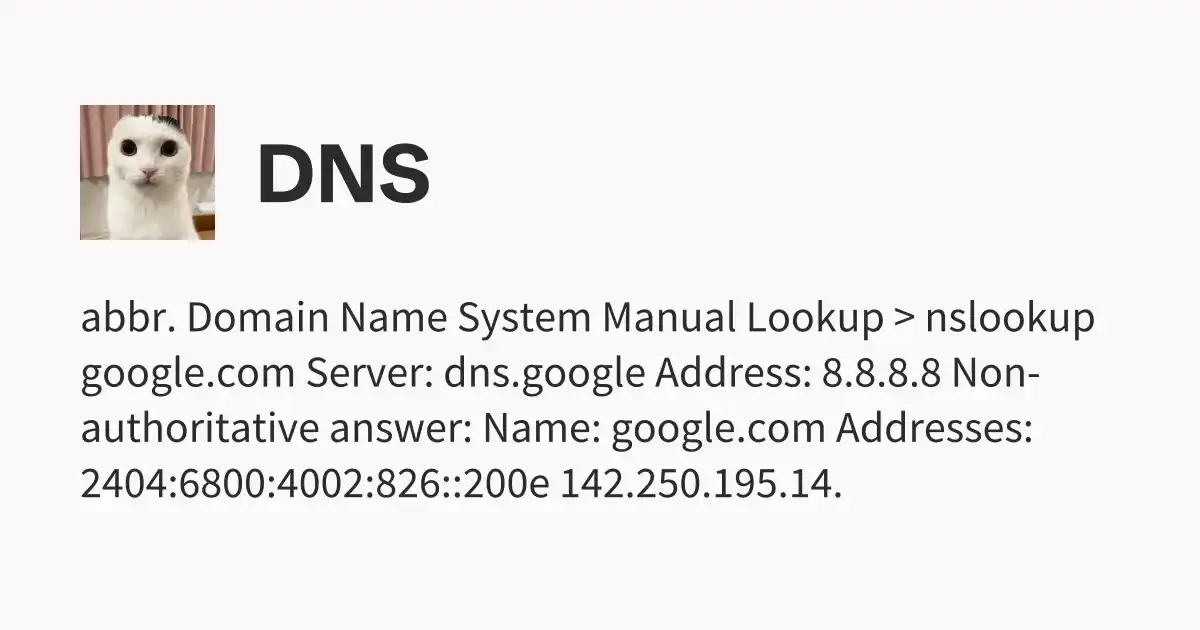 DNS
abbr. Domain Name System Manual Lookup > nslookup
google.com Server: dns.google Address: 8.8.8.8 Non-
authoritative answer: Name: google.com Addresses:
2404:6800:4002:826::200e 142.250.195.14.